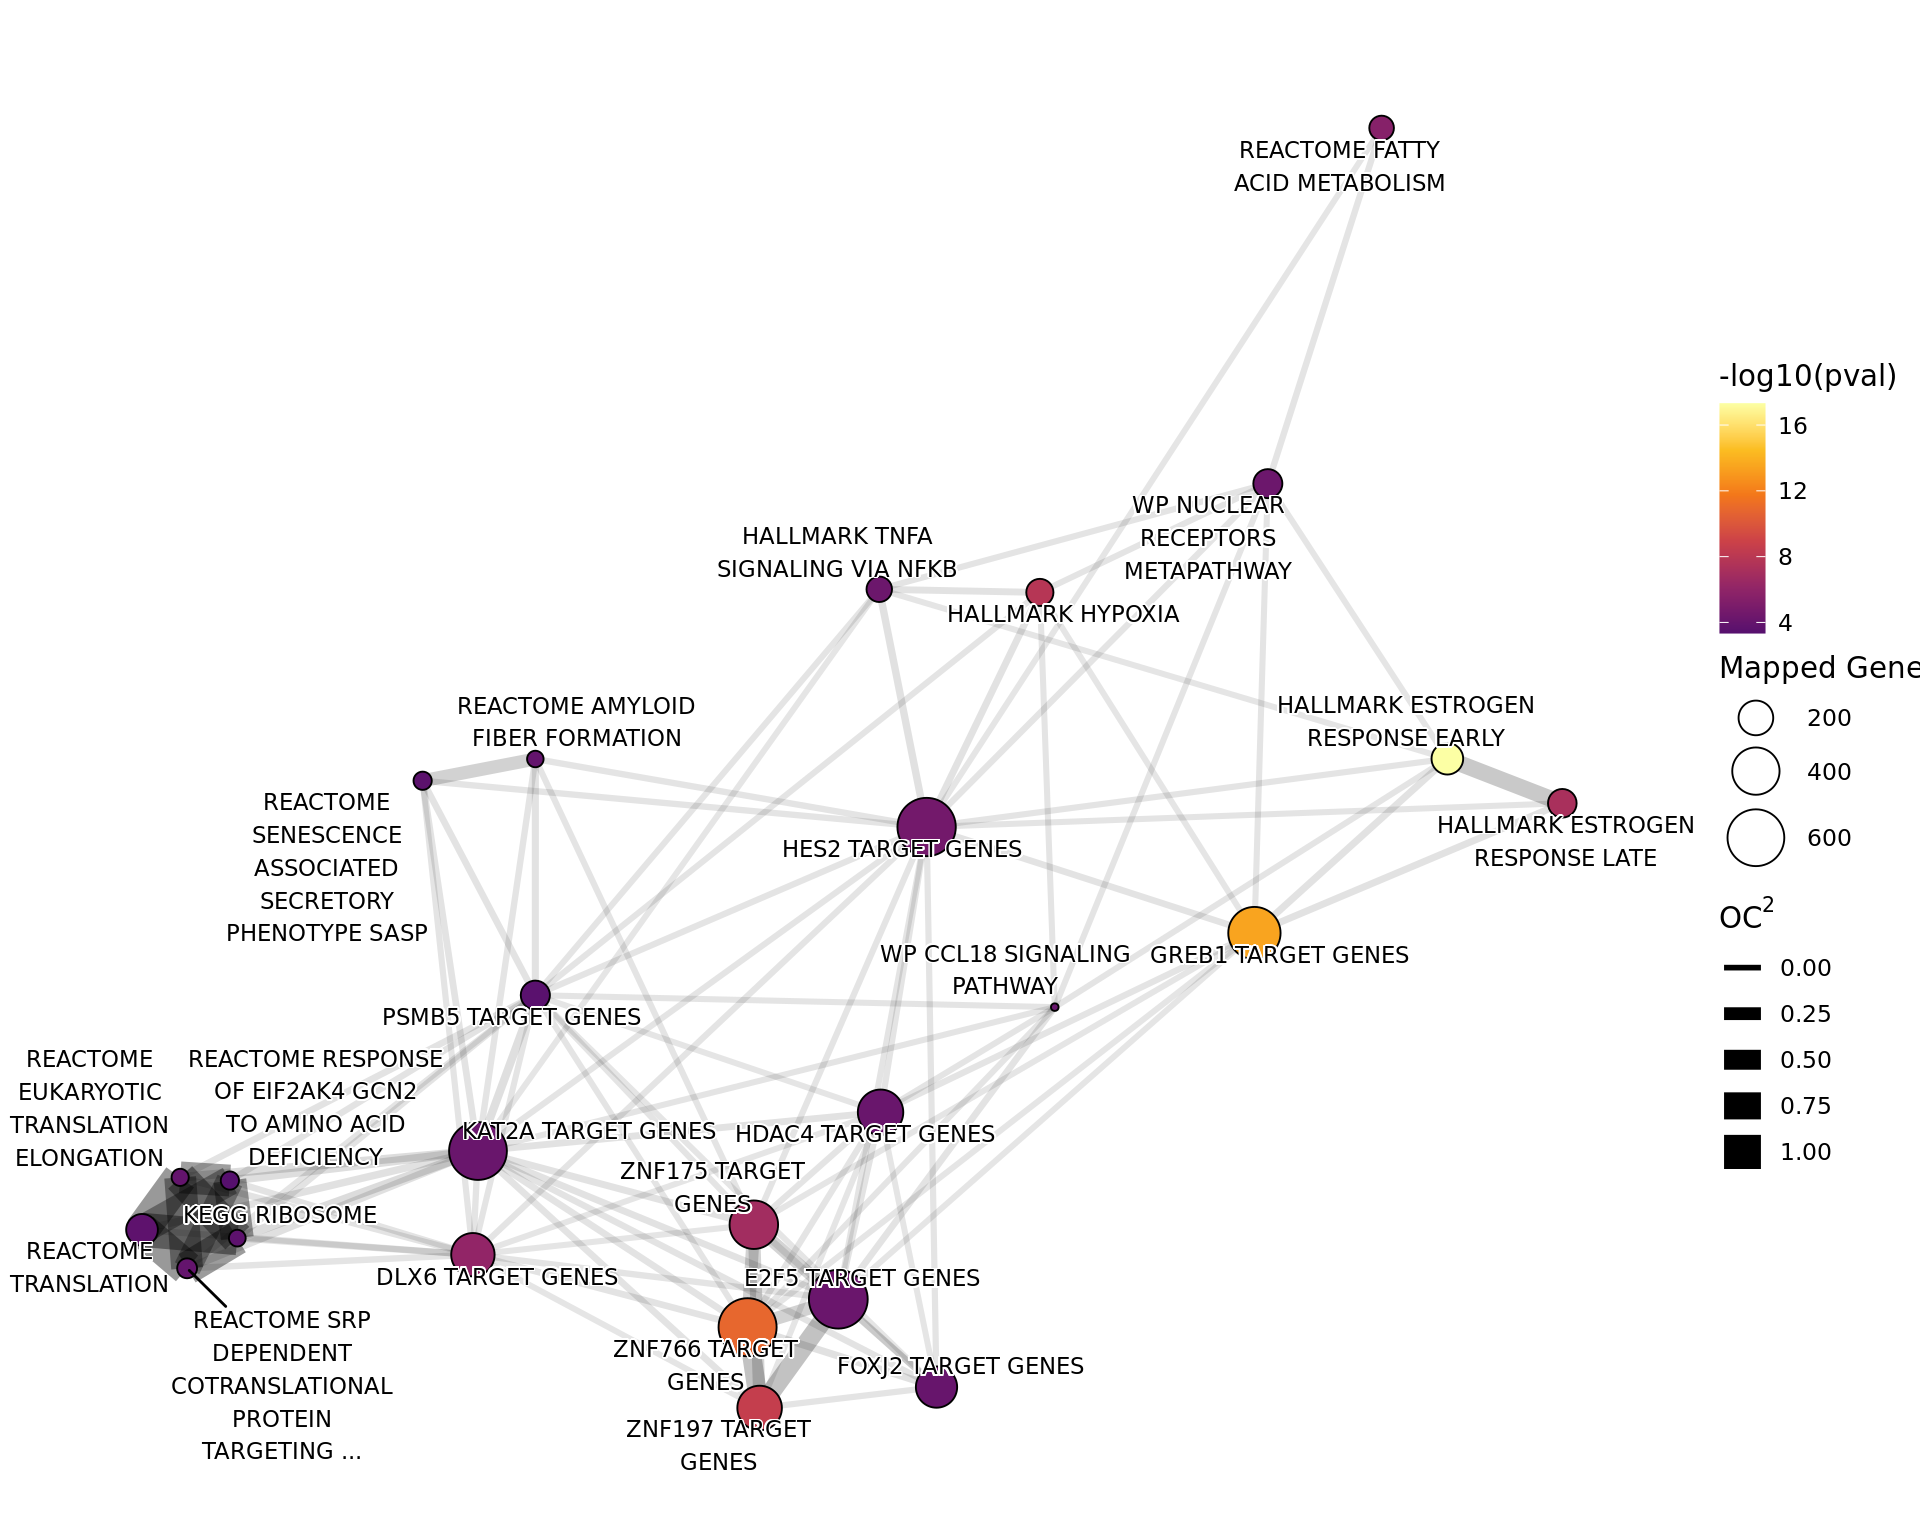 REACTOME FATTY
ACID METABOLISM
WP NUCLEAR
RECEPTORS
METAPATHWAY
HALLMARK TNFA
SIGNALING VIA NFKB
HALLMARK HYPOXIA
REACTOME AMYLOID
FIBER FORMATION
HALLMARK ESTROGEN
RESPONSE EARLY
REACTOME
SENESCENCE
ASSOCIATED
SECRETORY
PHENOTYPE SASP
HALLMARK ESTROGEN
RESPONSE LATE
HES2 TARGET GENES
WP CCL18 SIGNALING
PATHWAY
GREB1 TARGET GENES
PSMB5 TARGET GENES
REACTOME
EUKARYOTIC
TRANSLATION
ELONGATION
REACTOME RESPONSE
OF EIF2AK4 GCN2
TO AMINO ACID
DEFICIENCY
KAT2A TARGET GENES
HDAC4 TARGET GENES
ZNF175 TARGET
GENES
KEGG RIBOSOME
REACTOME
TRANSLATION
DLX6 TARGET GENES
E2F5 TARGET GENES
REACTOME SRP
DEPENDENT
COTRANSLATIONAL
PROTEIN
TARGETING ...
ZNF766 TARGET
GENES
FOXJ2 TARGET GENES
ZNF197 TARGET
GENES
-log10(pval)
16
12
8
4
Mapped Gene
200
400
600
OC2
0.00
0.25
0.50
0.75
1.00